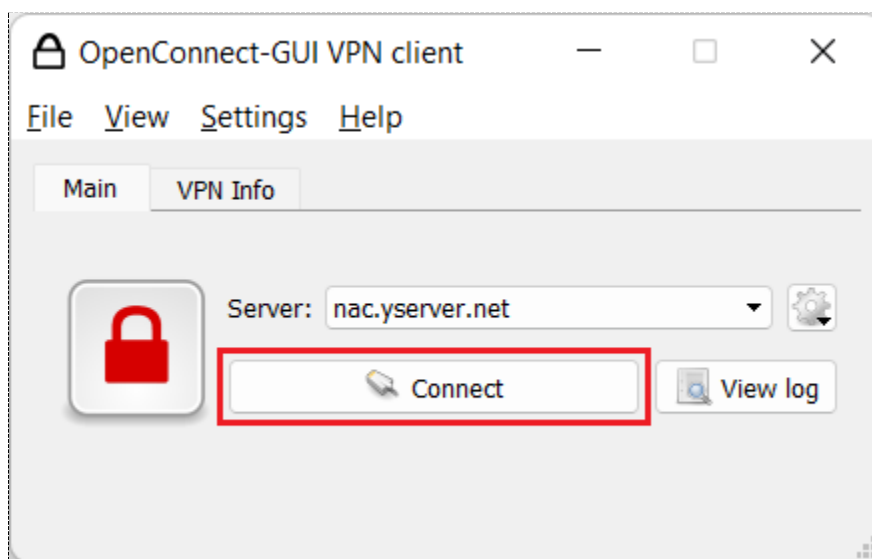 OpenConnect-GUI VPN client
File View Settings Help
Main VPN Info
Server: nac.yserver.net
Connect View log